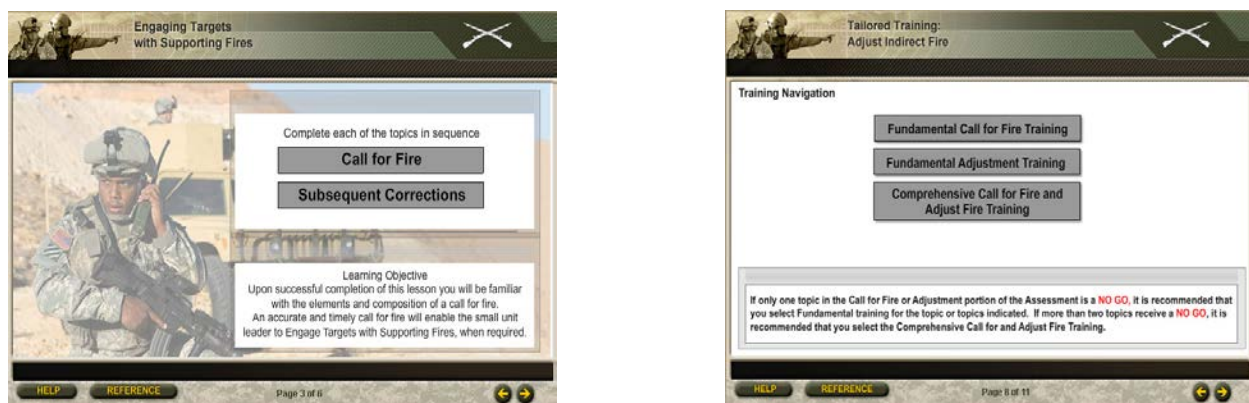 Engaging Targets
with Supporting Fires
Complete each of the topics in sequence
Call for Fire
Subsequent Corrections
Learning Objective
Upon successful completion of this lesson you will be familiar
with the elements and composition of a call for fire.
An accurate and timely call for fire will enable the small unit
leader to Engage Targets with Supporting Fires, when required.
HELP
REFERENCE
Page 3 of 6
Tailored Training:
Adjust Indirect Fire
Training Navigation
Fundamental Call for Fire Training
Fundamental Adjustment Training
Comprehensive Call for Fire and
Adjust Fire Training
If only one topic in the Call for Fire or Adjustment portion of the Assessment is a NO GO, it is recommended that
you select Fundamental training for the topic or topics indicated. If more than two topics receive a NO GO, it is
recommended that you select the Comprehensive Call for and Adjust Fire Training.
HELP
REFERENCE
Page 8 of 11